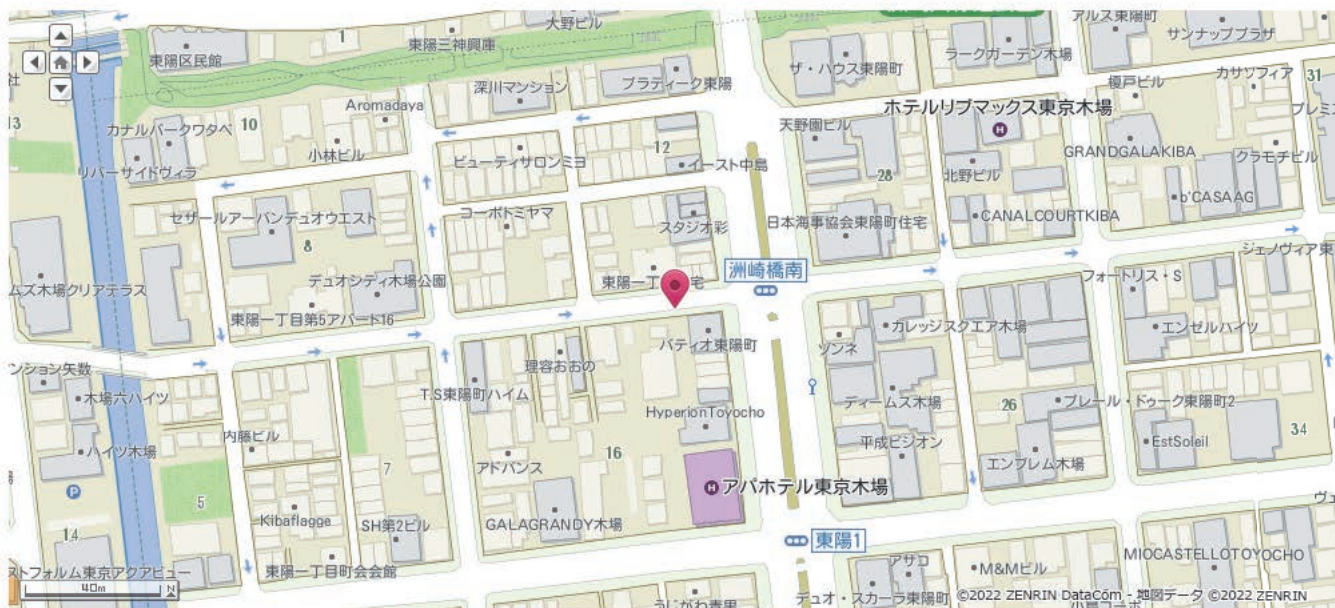 大野ビル
1
東陽三神興庫
東陽区民館
アルス東陽町
サンナッププラザ
ラークガーデン木場
ザ・ハウス東陽町
深川マンション
プラティーク東陽
榎戸ビル
カサソフィア
31
社
13
Aromadaya
カナルパークワタベ
10
小林ビル
リバーサイドヴィラ
ホテルリブマックス東京木場
天野園ビル
GRANDGALAKIBA
クラモチビル
12
ビューティサロンミヨ
イースト中島
28
北野ビル
b'CASAAG
セザールアーバンデュオウエスト
コーポトミヤマ
スタジオ彩
日本海事協会東陽町住宅
CANALCOURTKIBA
8
ジェノヴィア東
洲崎橋南
デュオシティ木場公園
フォートリス・S
ムズ木場クリアテラス
東陽一丁目第5アパード16
カレッジスクエア木場
エンゼルハイツ
ンション矢数
理容おおの
パティオ東陽町
ソンネ
木場六ハイツ
T.S東陽町ハイム
HyperionToyocho
ディームス木場
26
プレール・ドゥーク東陽町2
内藤ビル
34
ハイツ木場
7
アドバンス
16
平成ビジオン
エンブレム木場
EstSoleil
P
5
アパホテル東京木場
Kibaflagge
SH第2ビル
GALAGRANDY木場
14
東陽1
ヴェ
ストフォルム東京アクアビュー
東陽一丁目町会会館
アサコ
M&Mビル
MIOCASTELLOTOYOCHO
40m
N
デュオ・スカーラ東陽町
©2022 ZENRIN DataCom - 地図データ ©2022 ZENRIN